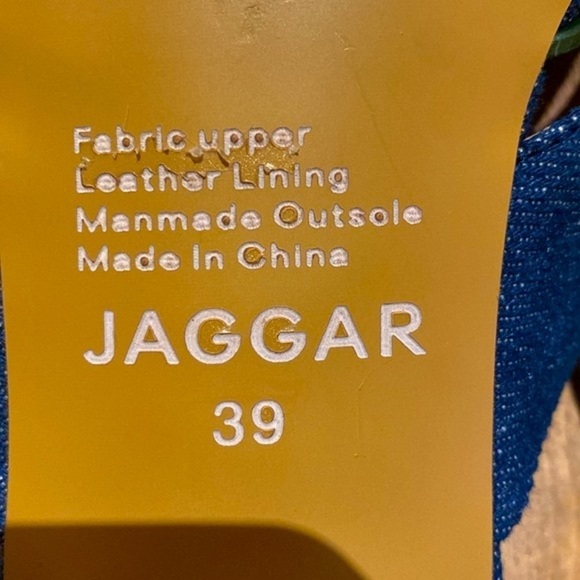 Fabric upper
Leather Lining
Manmade Outsole
Made In China
JAGGAR
39